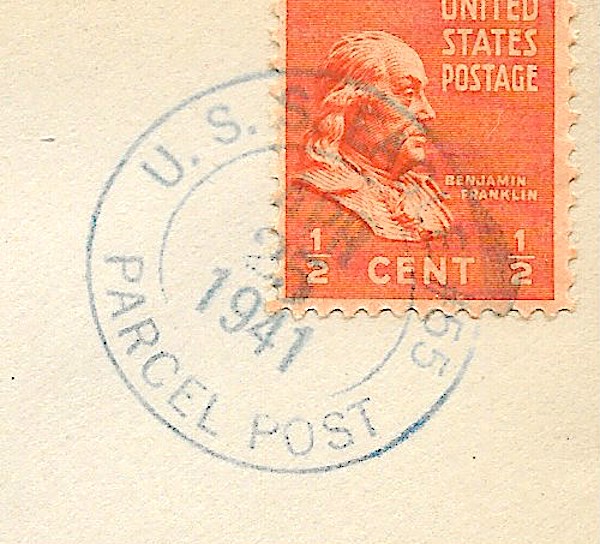 UNITED
STATES
POSTAGE
BENJAMIN
FRANKLIN
1/2 CENT 1/2
U. S. S.
1941
PARCEL POST